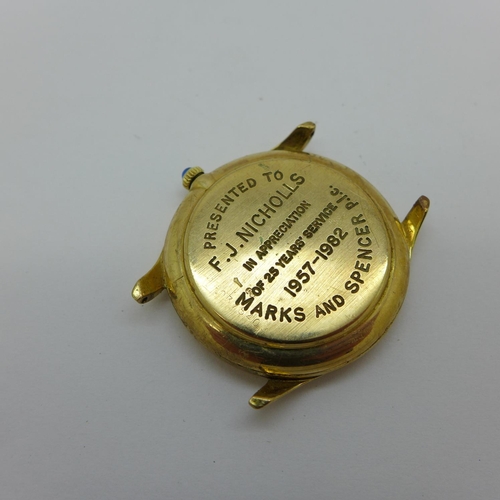 PRESENTED TO
F.J. NICHOLLS
IN APPRECIATION
OF 25 YEARS' SERVICE
1957-1982
MARKS AND SPENCER P.L.C.